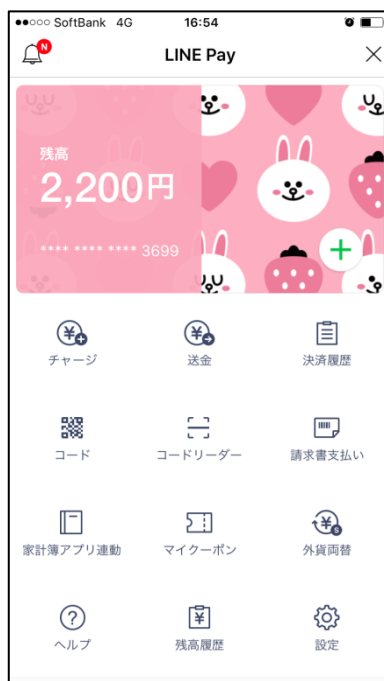 SoftBank 4G 16:54
N
LINE Pay
残高
2,200円
**** **** **** 3699
チャージ 送金 決済履歴
コード コードリーダー 請求書支払い
家計簿アプリ連動 マイクーポン 外貨両替
ヘルプ 残高履歴 設定